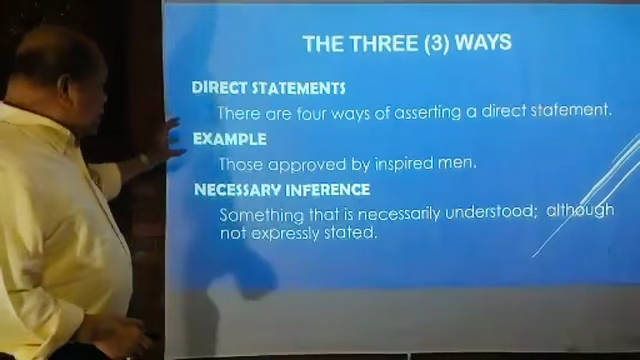 THE THREE (3) WAYS
DIRECT STATEMENTS
There are four ways of asserting a direct statement.
EXAMPLE
Those approved by inspired men.
NECESSARY INFERENCE
Something that is necessarily understood; although
not expressly stated.